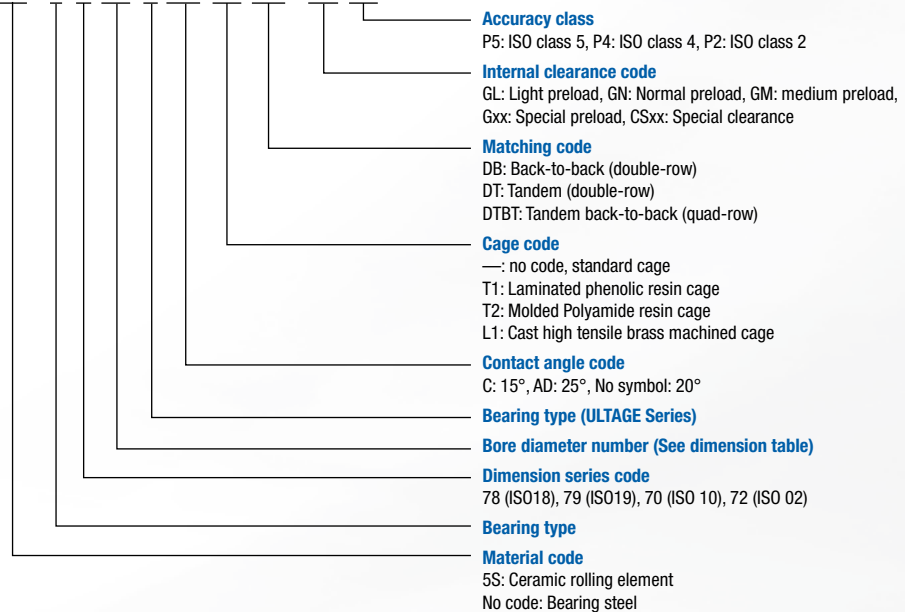 Accuracy class
P5: ISO class 5, P4: ISO class 4, P2: ISO class 2
Internal clearance code
GL: Light preload, GN: Normal preload, GM: medium preload,
Gxx: Special preload, CSxx: Special clearance
Matching code
DB: Back-to-back (double-row)
DT: Tandem (double-row)
DTBT: Tandem back-to-back (quad-row)
Cage code
—: no code, standard cage
T1: Laminated phenolic resin cage
T2: Molded Polyamide resin cage
L1: Cast high tensile brass machined cage
Contact angle code
C: 15°, AD: 25°, No symbol: 20°
Bearing type (ULTAGE Series)
Bore diameter number (See dimension table)
Dimension series code
78 (ISO18), 79 (ISO19), 70 (ISO 10), 72 (ISO 02)
Bearing type
Material code
5S: Ceramic rolling element
No code: Bearing steel